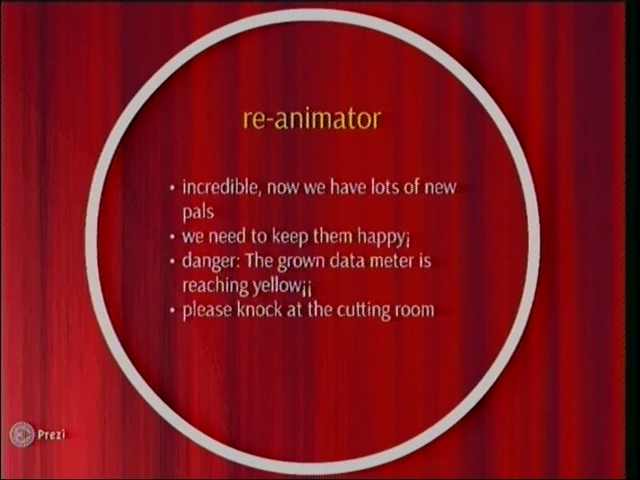 re-animator
• incredible, now we have lots of new
pals
• we need to keep them happy¡
• danger: The grown data meter is
reaching yellow¡¡
• please knock at the cutting room
Prezi